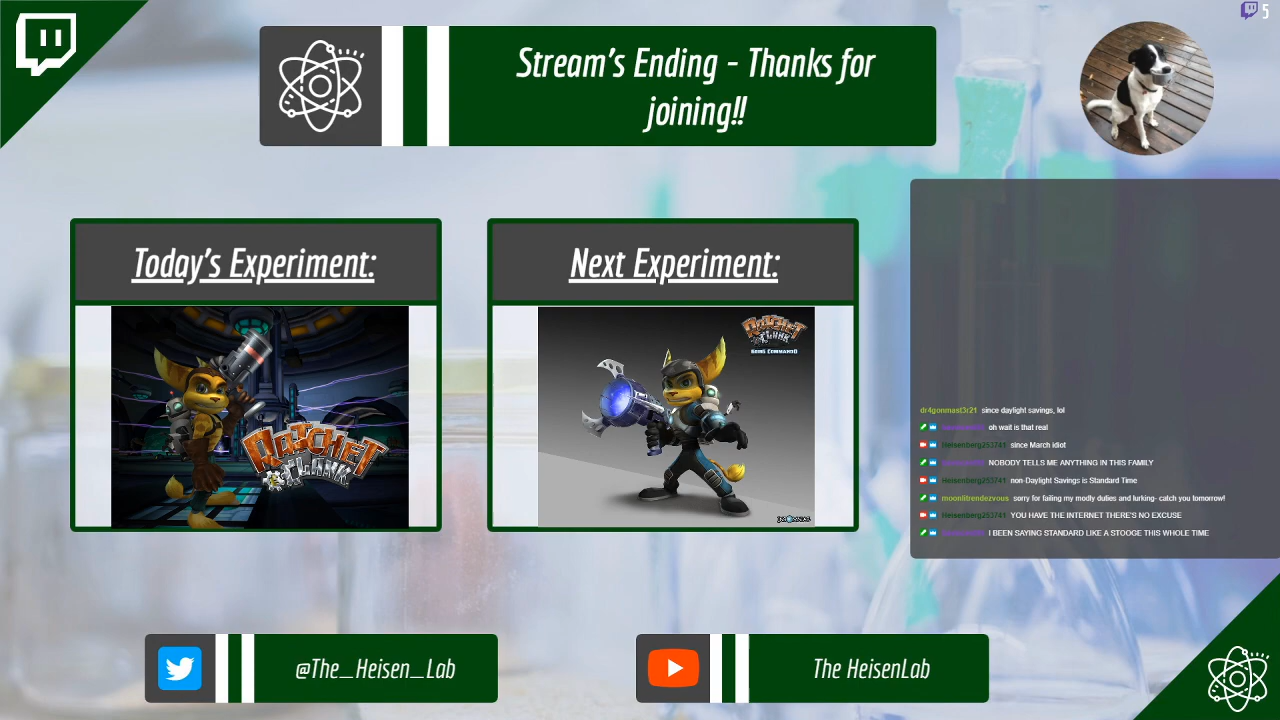 5
Stream's Ending - Thanks for
joining!!
Today's Experiment:
Next Experiment:
RATCHET
CLANK
RATCHET
CLANK
GOING COMMANDO
dr4gonmast3r21 since daylight savings, lol
oh wait is that real
Heisenberg253741 since March idiot
NOBODY TELLS ME ANYTHING IN THIS FAMILY
Heisenberg253741 non-Daylight Savings is Standard Time
moonlitrendezvous sorry for failing my modly duties and lurking- catch you tomorrow!
Heisenberg253741 YOU HAVE THE INTERNET THERE'S NO EXCUSE
I BEEN SAYING STANDARD LIKE A STOOGE THIS WHOLE TIME
@The_Heisen_Lab
The HeisenLab